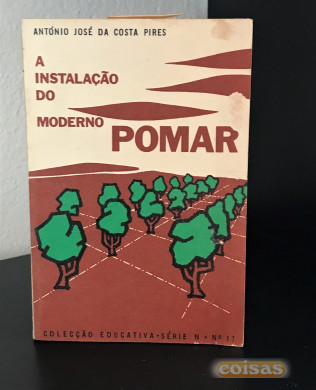 ANTÓNIO JOSÉ DA COSTA PIRES
A
INSTALAÇÃO
DO
MODERNO POMAR
COLECÇÃO EDUCATIVA · SÉRIE N · Nº 17
coisas